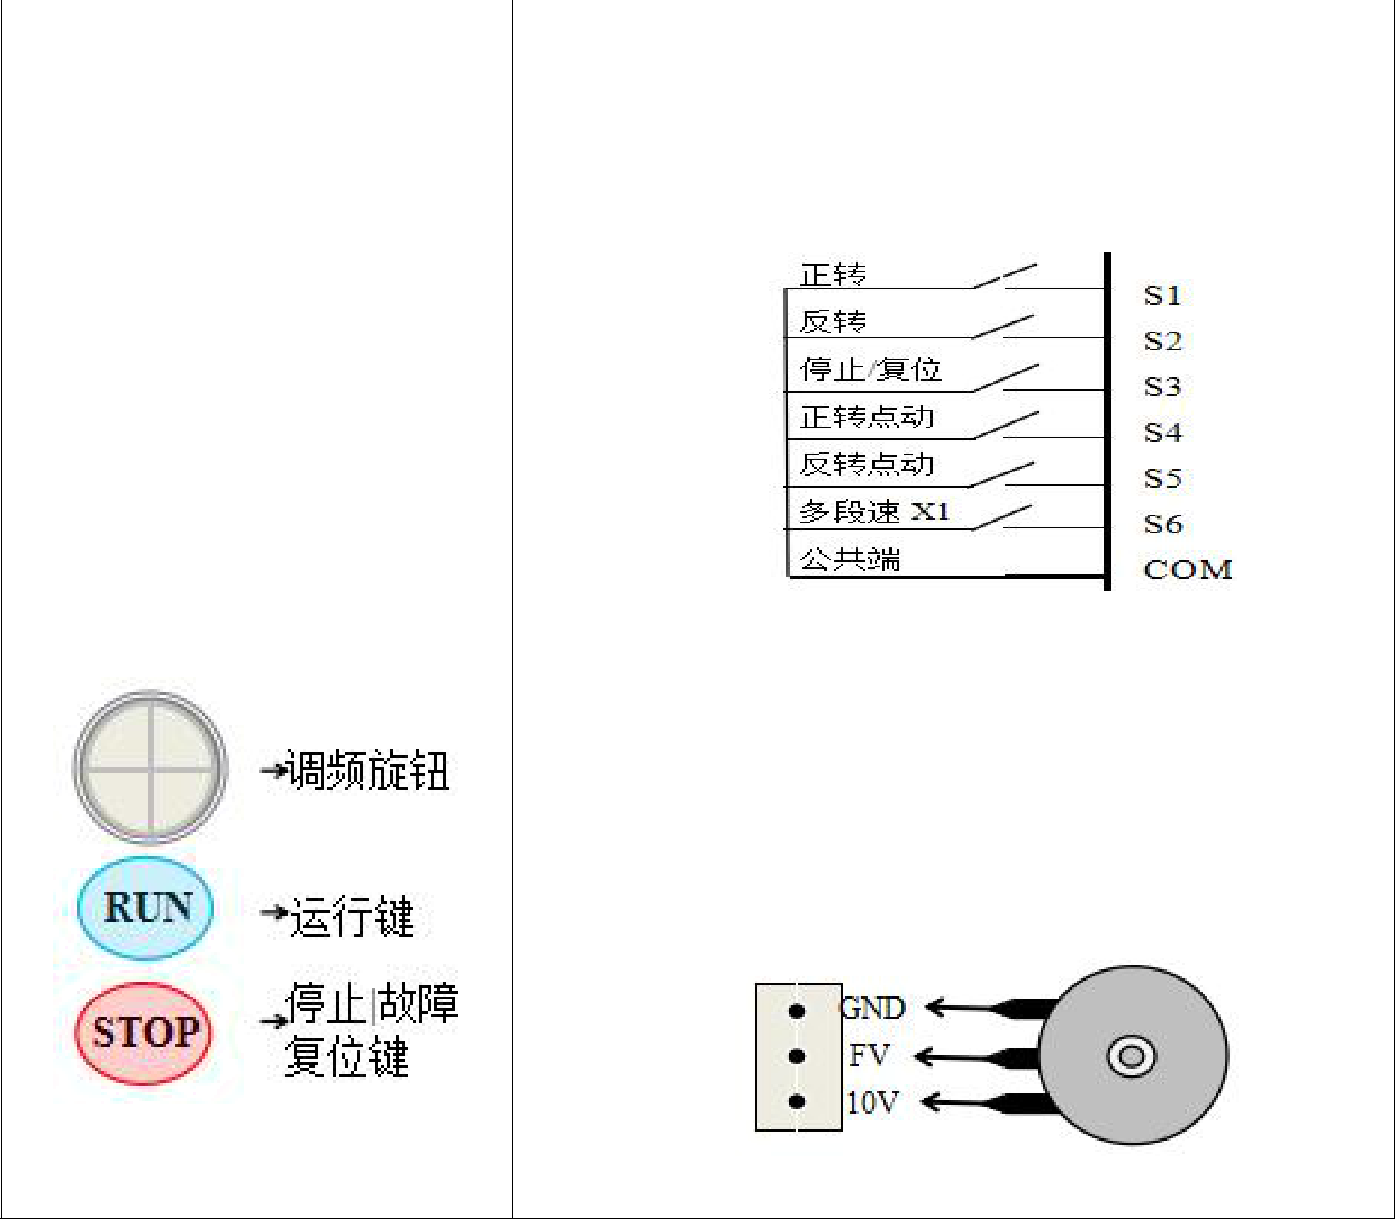 正转
S1
反转
S2
停止/复位
S3
正转点动
S4
反转点动
S5
多段速 X1
S6
公共端
COM
→调频旋钮
RUN
→运行键
STOP
→停止|故障
复位键
GND
FV
10V